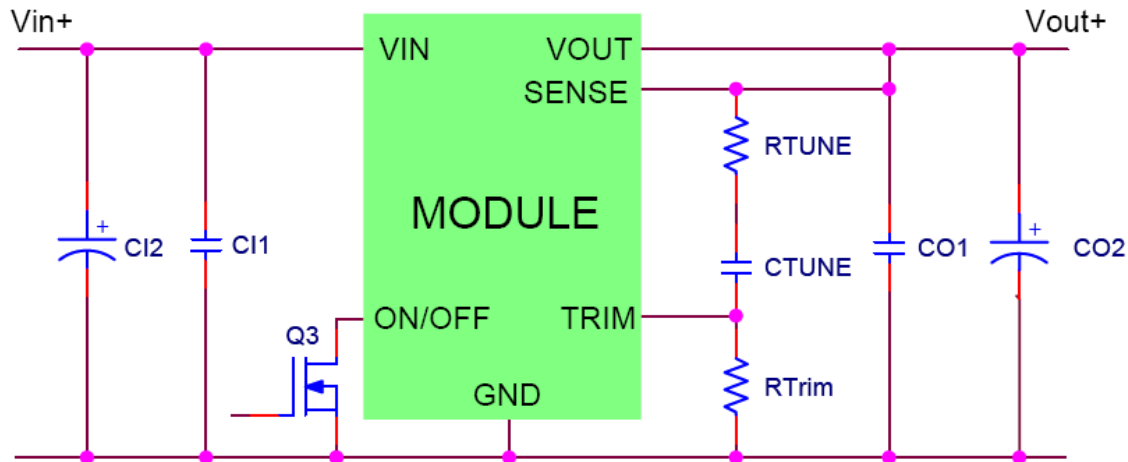 Vin+
Vout+
VIN
VOUT
SENSE
RTUNE
MODULE
+
CI2
CI1
CTUNE
CO1
+
CO2
ON/OFF
TRIM
Q3
RTrim
GND